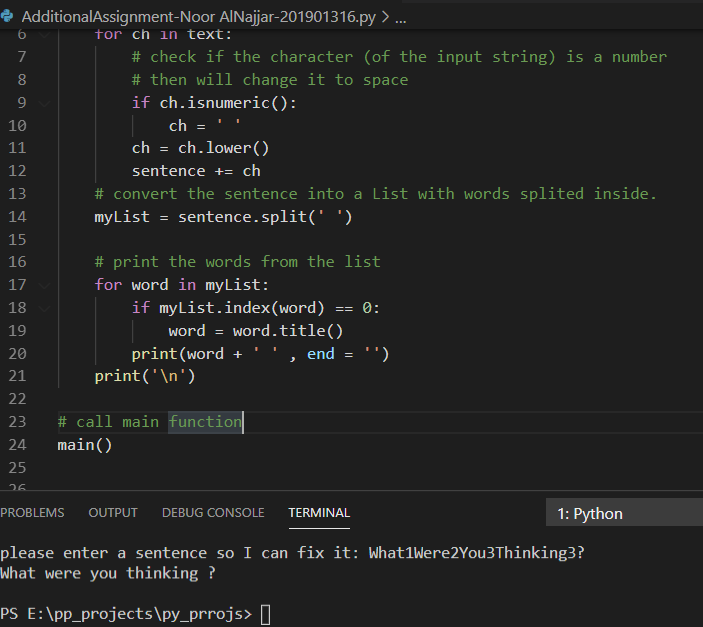 AdditionalAssignment-Noor AlNajjar-201901316.py > ...
6 for ch in text:
7 # check if the character (of the input string) is a number
8 # then will change it to space
9 if ch.isnumeric():
10 ch = ' '
11 ch = ch.lower()
12 sentence += ch
13 # convert the sentence into a List with words splited inside.
14 myList = sentence.split(' ')
15
16 # print the words from the list
17 for word in myList:
18 if myList.index(word) == 0:
19 word = word.title()
20 print(word + ' ' , end = '')
21 print('\n')
22
23 # call main function
24 main()
25
26
PROBLEMS OUTPUT DEBUG CONSOLE TERMINAL 1: Python
please enter a sentence so I can fix it: What1Were2You3Thinking3?
What were you thinking ?
PS E:\pp_projects\py_prrojs>